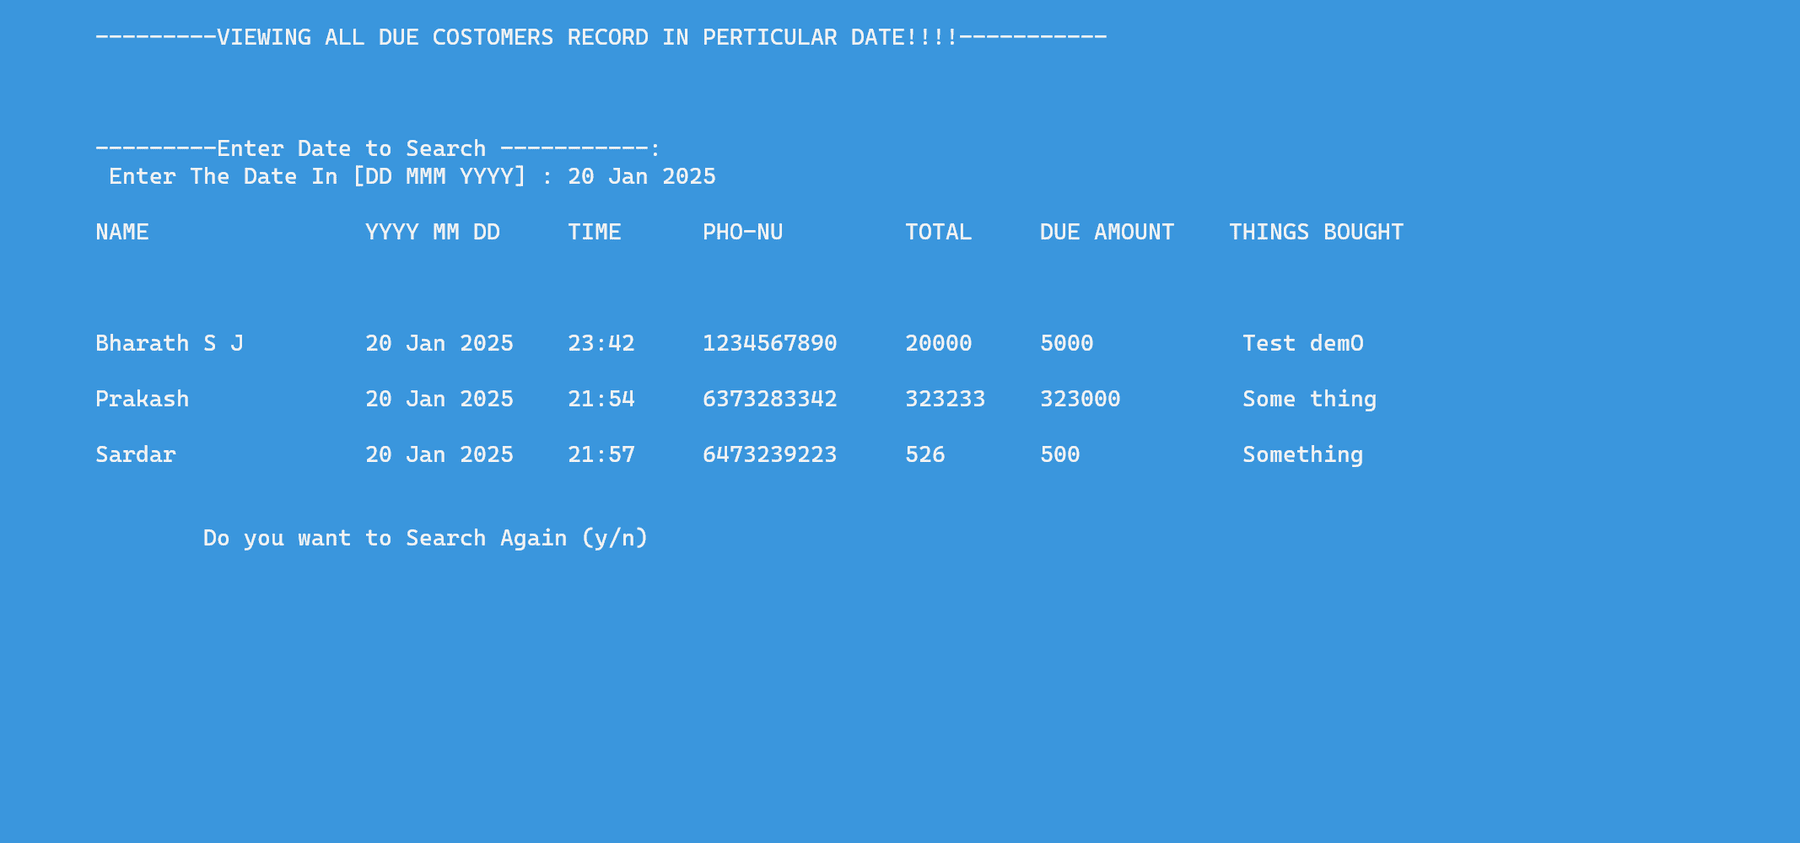 ---------VIEWING ALL DUE COSTOMERS RECORD IN PERTICULAR DATE!!!!-----------
---------Enter Date to Search -----------:
Enter The Date In [DD MMM YYYY] : 20 Jan 2025
NAME YYYY MM DD TIME PHO-NU TOTAL DUE AMOUNT THINGS BOUGHT
Bharath S J 20 Jan 2025 23:42 1234567890 20000 5000 Test demO
Prakash 20 Jan 2025 21:54 6373283342 323233 323000 Some thing
Sardar 20 Jan 2025 21:57 6473239223 526 500 Something
Do you want to Search Again (y/n)